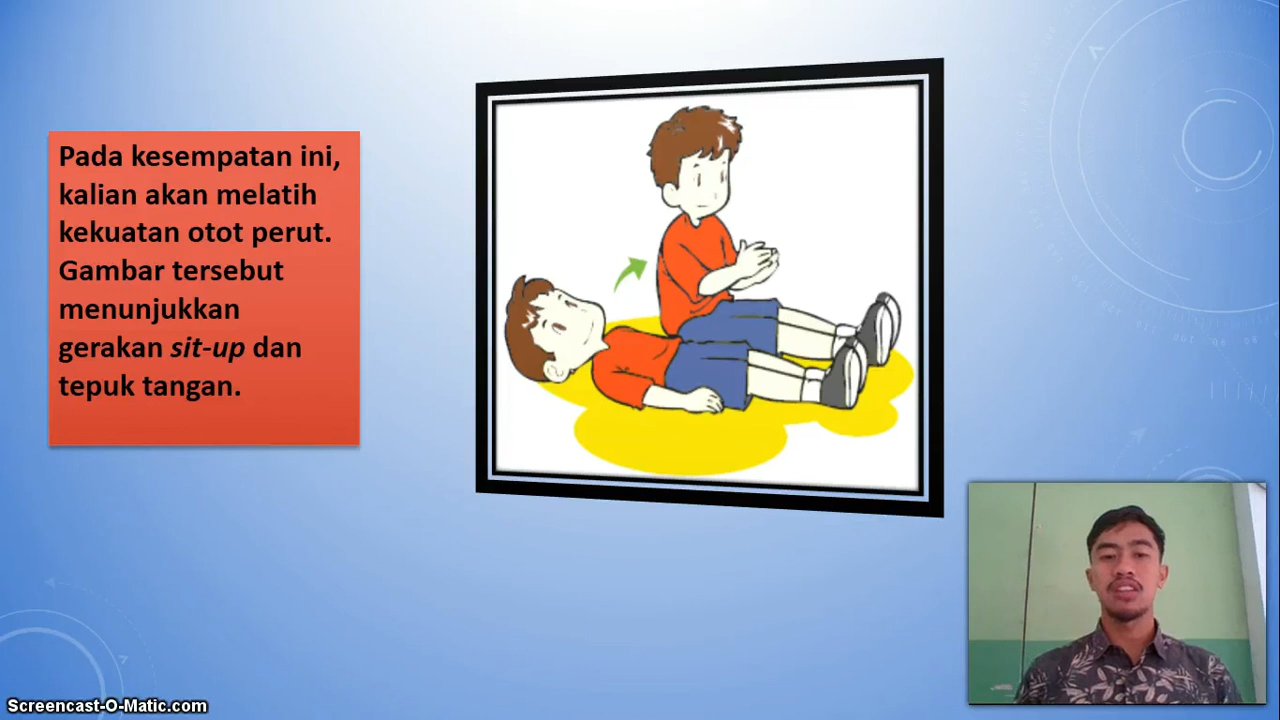 Pada kesempatan ini,
kalian akan melatih
kekuatan otot perut.
Gambar tersebut
menunjukkan
gerakan sit-up dan
tepuk tangan.
Screencast-O-Matic.com